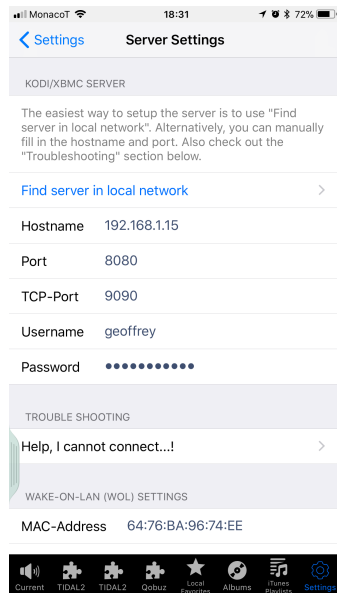 MonacoT 18:31 72%
Settings Server Settings
KODI/XBMC SERVER
The easiest way to setup the server is to use "Find
server in local network". Alternatively, you can manually
fill in the hostname and port. Also check out the
"Troubleshooting" section below.
Find server in local network
Hostname 192.168.1.15
Port 8080
TCP-Port 9090
Username geoffrey
Password ●●●●●●●●●●●
TROUBLE SHOOTING
Help, I cannot connect...!
WAKE-ON-LAN (WOL) SETTINGS
MAC-Address 64:76:BA:96:74:EE
Current TIDAL2 TIDAL2 Qobuz Local Favorites Albums iTunes Playlists Settings